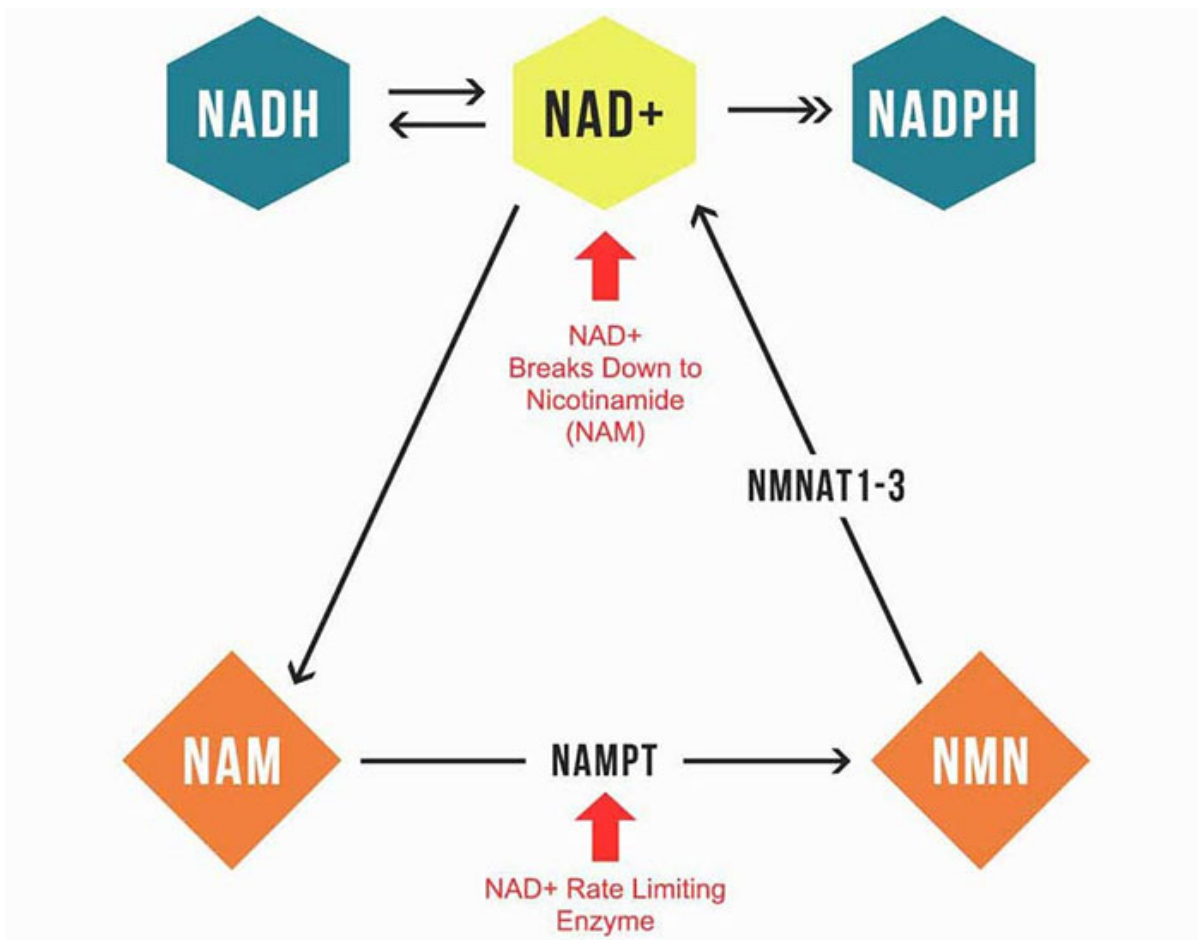 NADH
NAD+
NADPH
NAD+
Breaks Down to
Nicotinamide
(NAM)
NMNAT1-3
NAM
NAMPT
NMN
NAD+ Rate Limiting
Enzyme